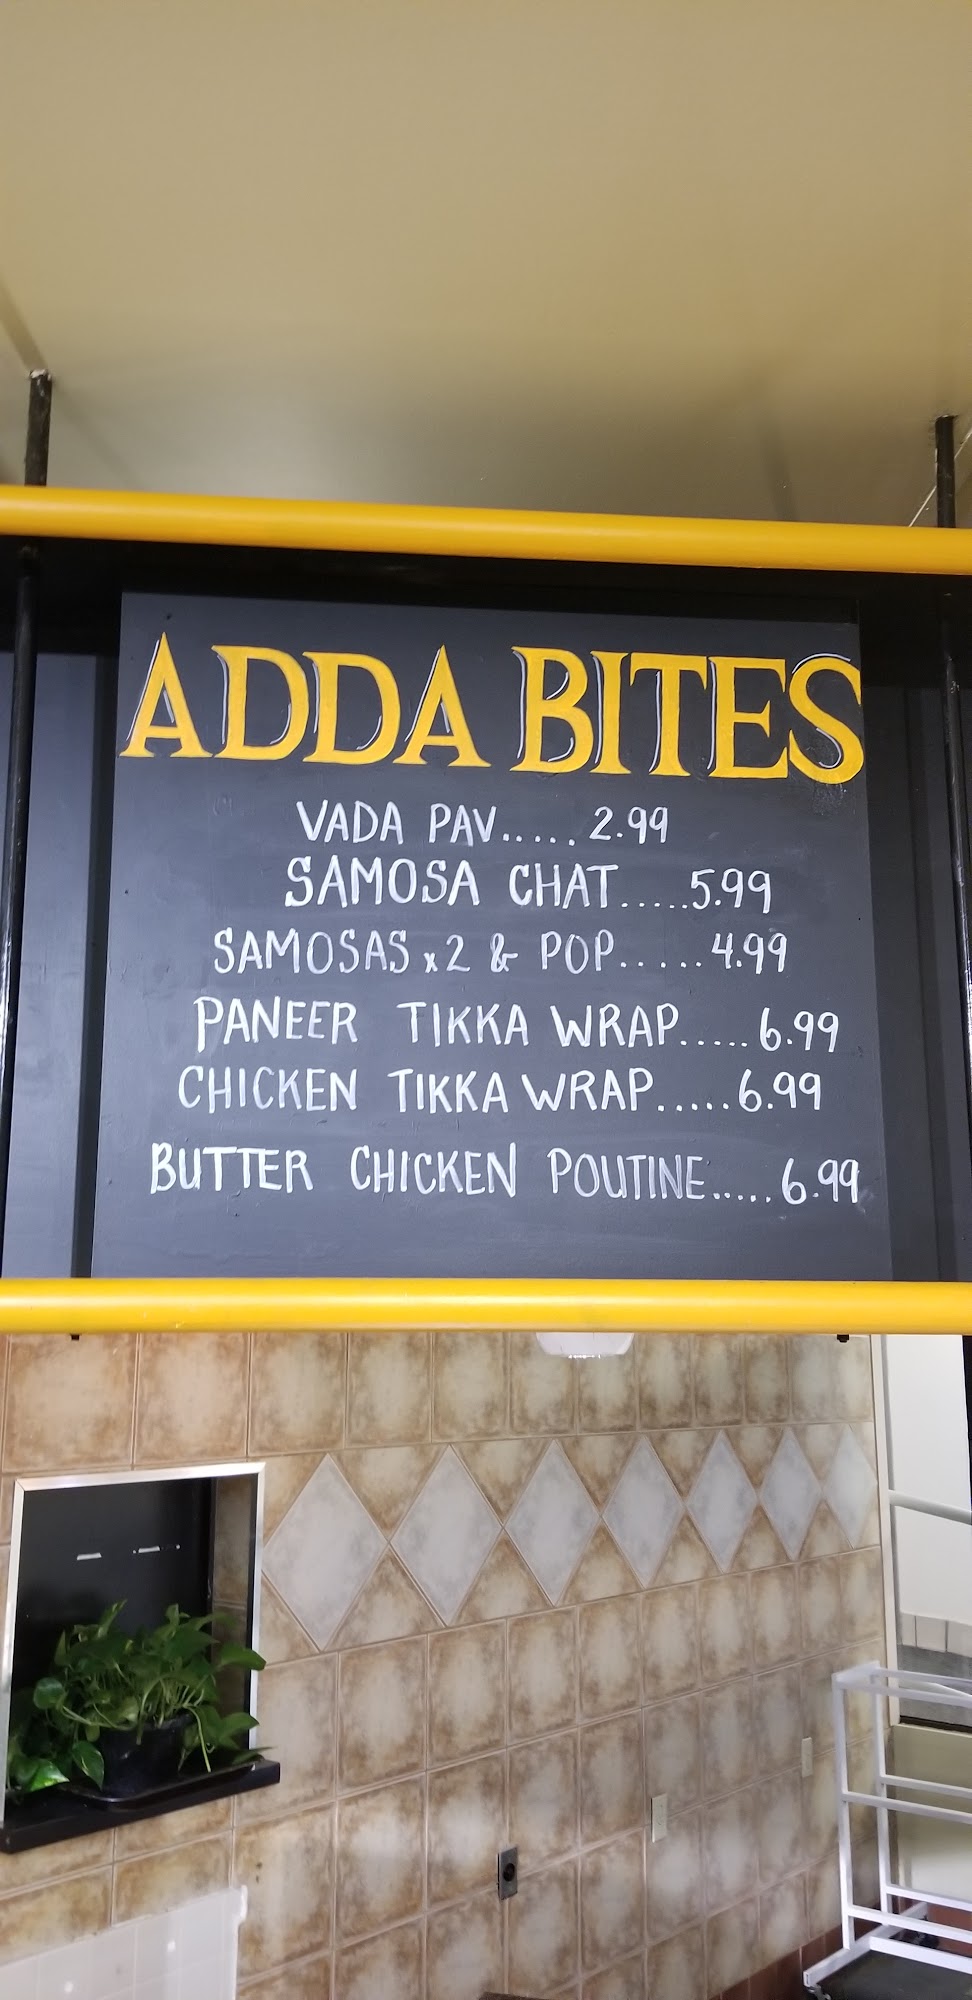 ADDA BITES
VADA PAV..... 2.99
SAMOSA CHAT.....5.99
SAMOSAS x2 & POP.....4.99
PANEER TIKKA WRAP.....6.99
CHICKEN TIKKA WRAP.....6.99
BUTTER CHICKEN POUTINE.....6.99